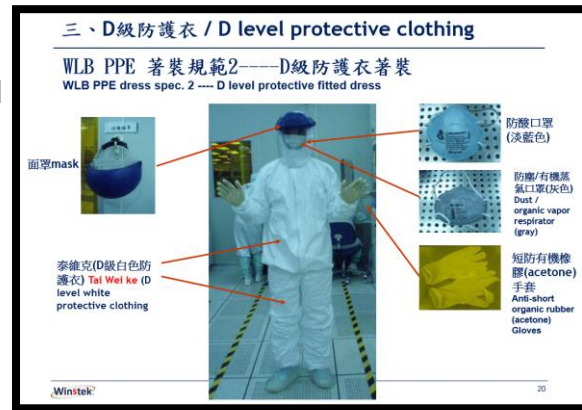 三、D級防護衣 / D level protective clothing
WLB PPE 著裝規範2----D級防護衣著裝
WLB PPE dress spec. 2 ---- D level protective fitted dress
面罩mask
泰維克(D級白色防
護衣) Tai Wei ke (D
level white
protective clothing
防酸口罩
(淡藍色)
防塵/有機蒸
氣口罩(灰色)
Dust /
organic vapor
respirator
(gray)
短防有機橡
膠(acetone)
手套
Anti-short
organic rubber
(acetone)
Gloves
Winstek
20